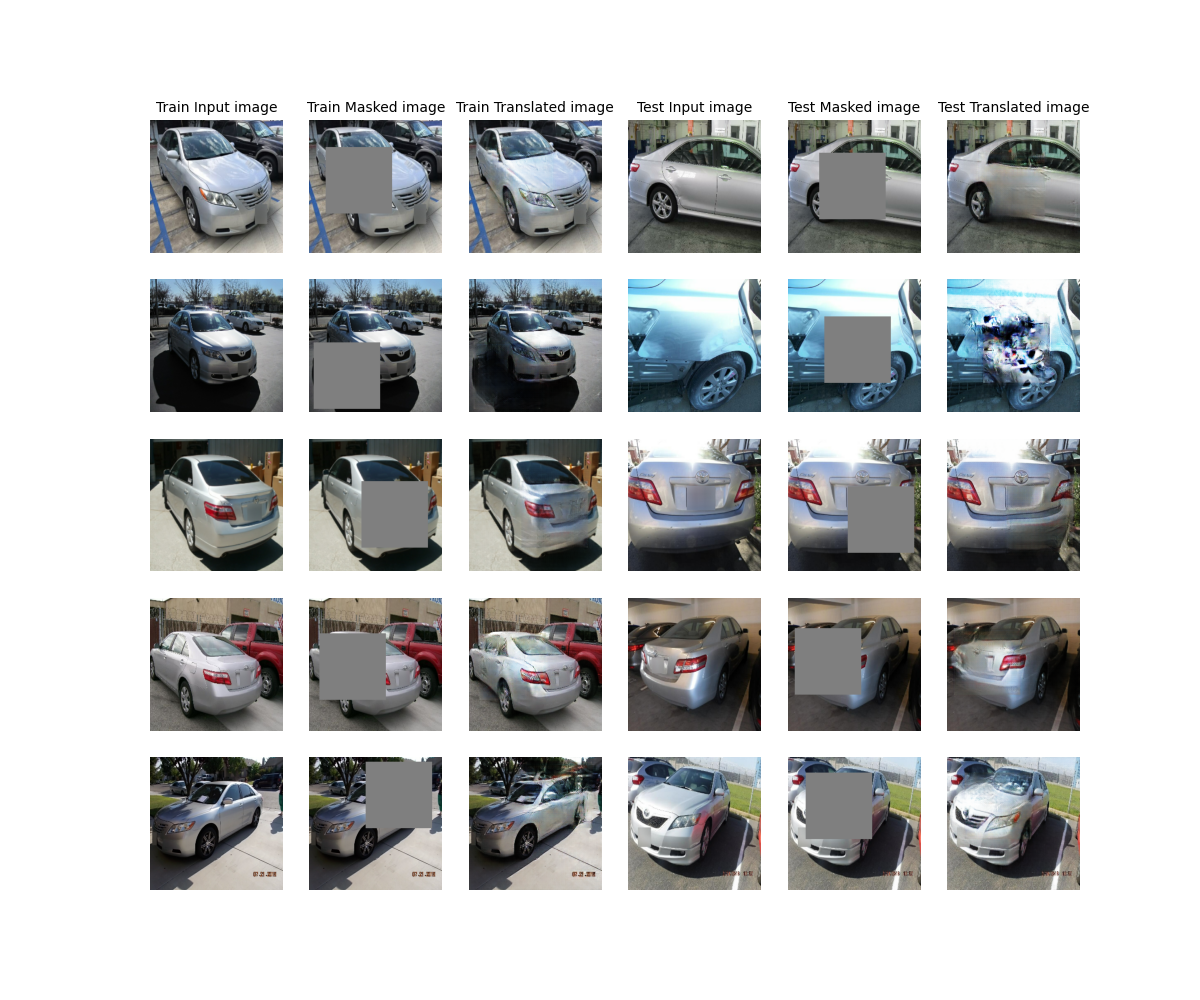 Train Input image
Train Masked image
Train Translated image
Test Input image
Test Masked image
Test Translated image